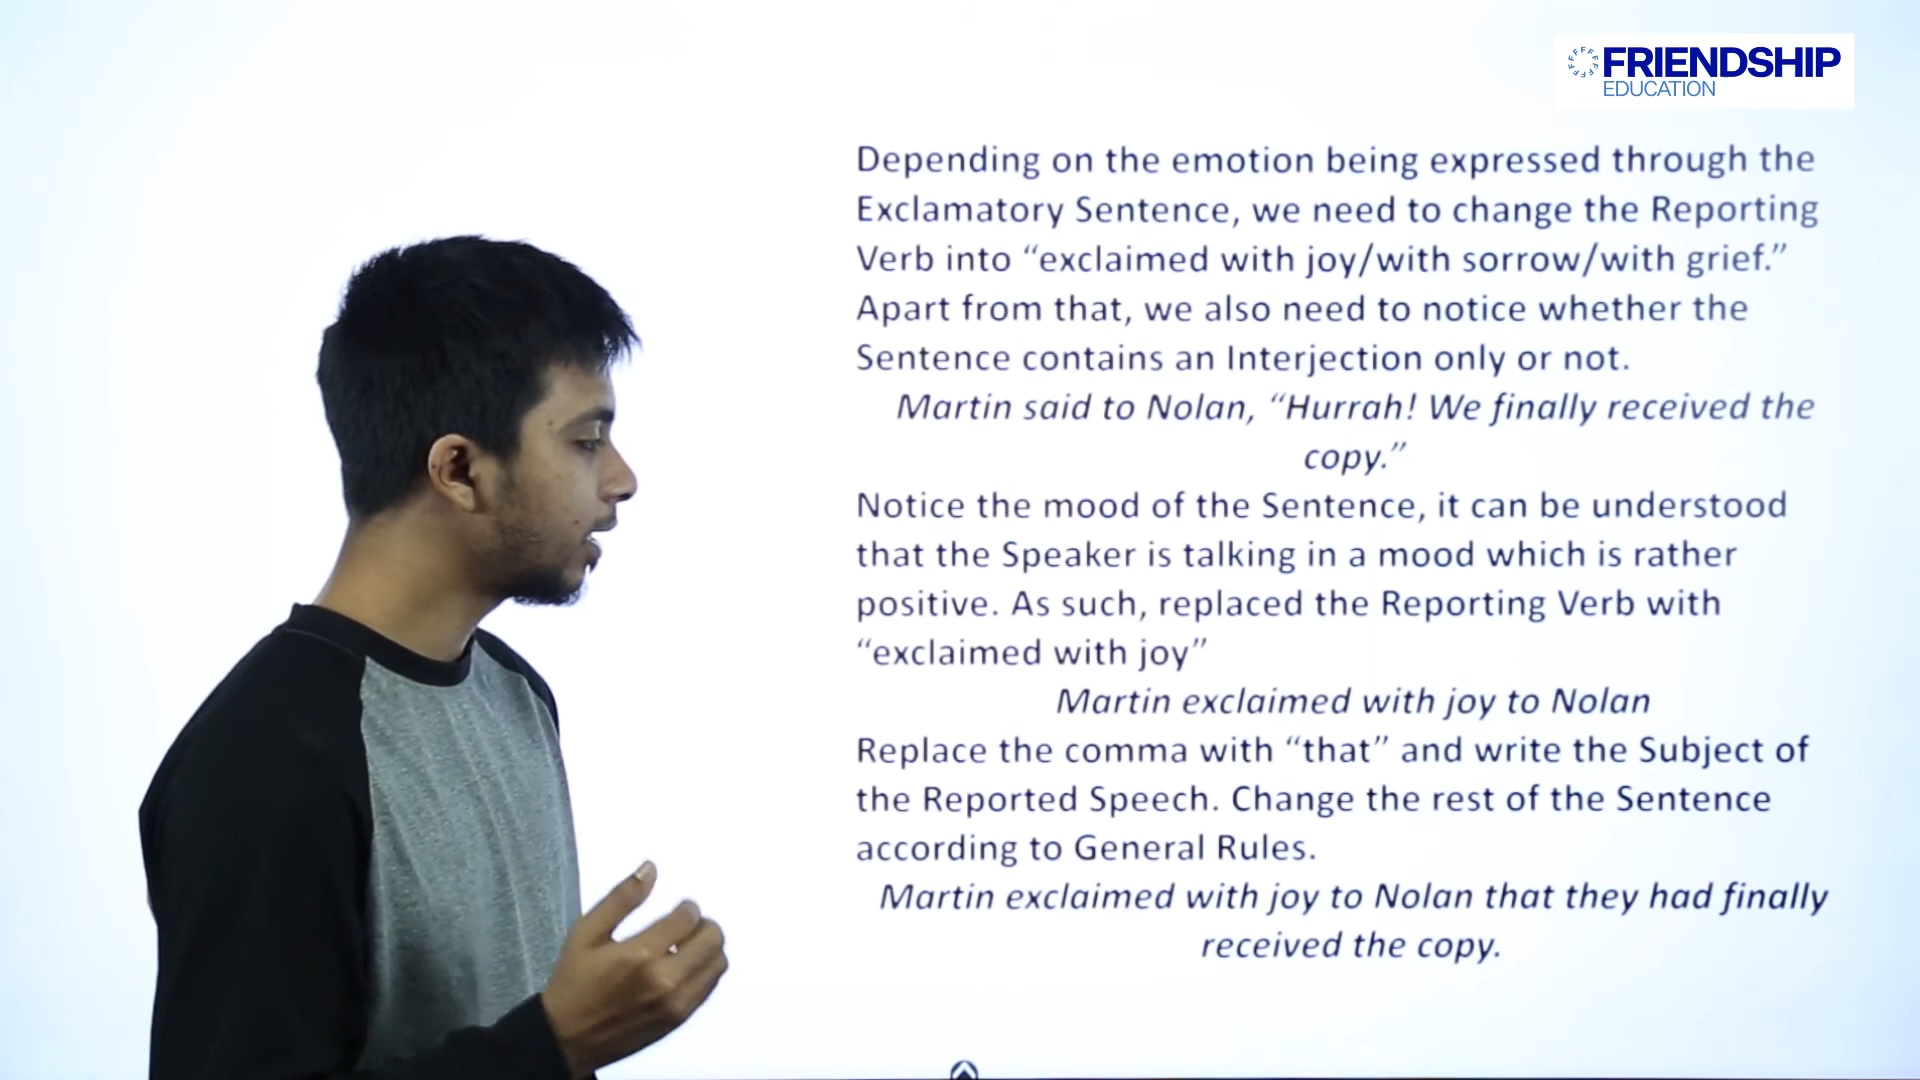 FRIENDSHIP
EDUCATION
Depending on the emotion being expressed through the
Exclamatory Sentence, we need to change the Reporting
Verb into “exclaimed with joy/with sorrow/with grief.”
Apart from that, we also need to notice whether the
Sentence contains an Interjection only or not.
Martin said to Nolan, “Hurrah! We finally received the
copy.”
Notice the mood of the Sentence, it can be understood
that the Speaker is talking in a mood which is rather
positive. As such, replaced the Reporting Verb with
“exclaimed with joy”
Martin exclaimed with joy to Nolan
Replace the comma with “that” and write the Subject of
the Reported Speech. Change the rest of the Sentence
according to General Rules.
Martin exclaimed with joy to Nolan that they had finally
received the copy.